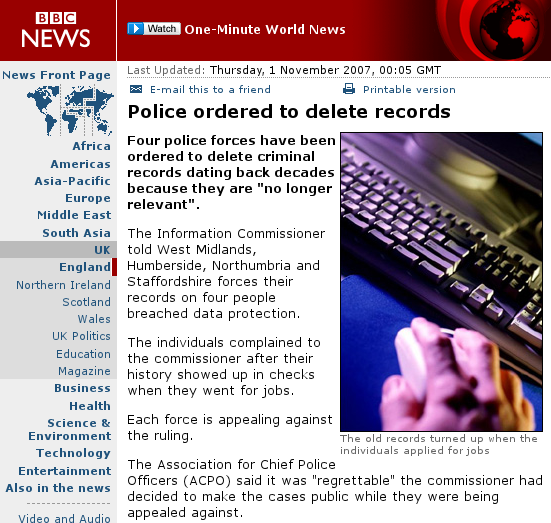 BBC
NEWS
Watch One-Minute World News
News Front Page
Africa
Americas
Asia-Pacific
Europe
Middle East
South Asia
UK
England
Northern Ireland
Scotland
Wales
UK Politics
Education
Magazine
Business
Health
Science &
Environment
Technology
Entertainment
Also in the news
Video and Audio
Last Updated: Thursday, 1 November 2007, 00:05 GMT
E-mail this to a friend
Printable version
Police ordered to delete records
Four police forces have been
ordered to delete criminal
records dating back decades
because they are "no longer
relevant".
The Information Commissioner
told West Midlands,
Humberside, Northumbria and
Staffordshire forces their
records on four people
breached data protection.
The individuals complained to
the commissioner after their
history showed up in checks
when they went for jobs.
Each force is appealing against
the ruling.
The old records turned up when the
individuals applied for jobs
The Association for Chief Police
Officers (ACPO) said it was "regrettable" the commissioner had
decided to make the cases public while they were being
appealed against.